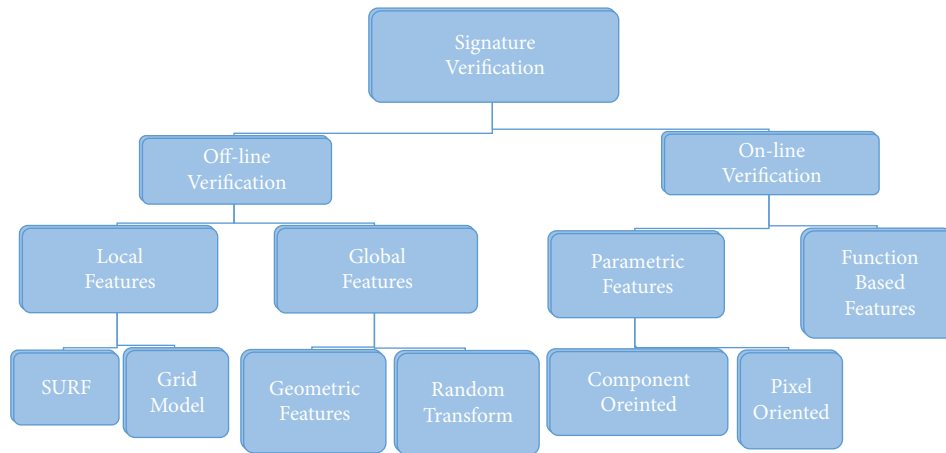 Signature
Verification
Off-line
Verification
On-line
Verification
Local
Features
Global
Features
Parametric
Features
Function
Based
Features
SURF
Grid
Model
Geometric
Features
Random
Transform
Component
Oreinted
Pixel
Oriented